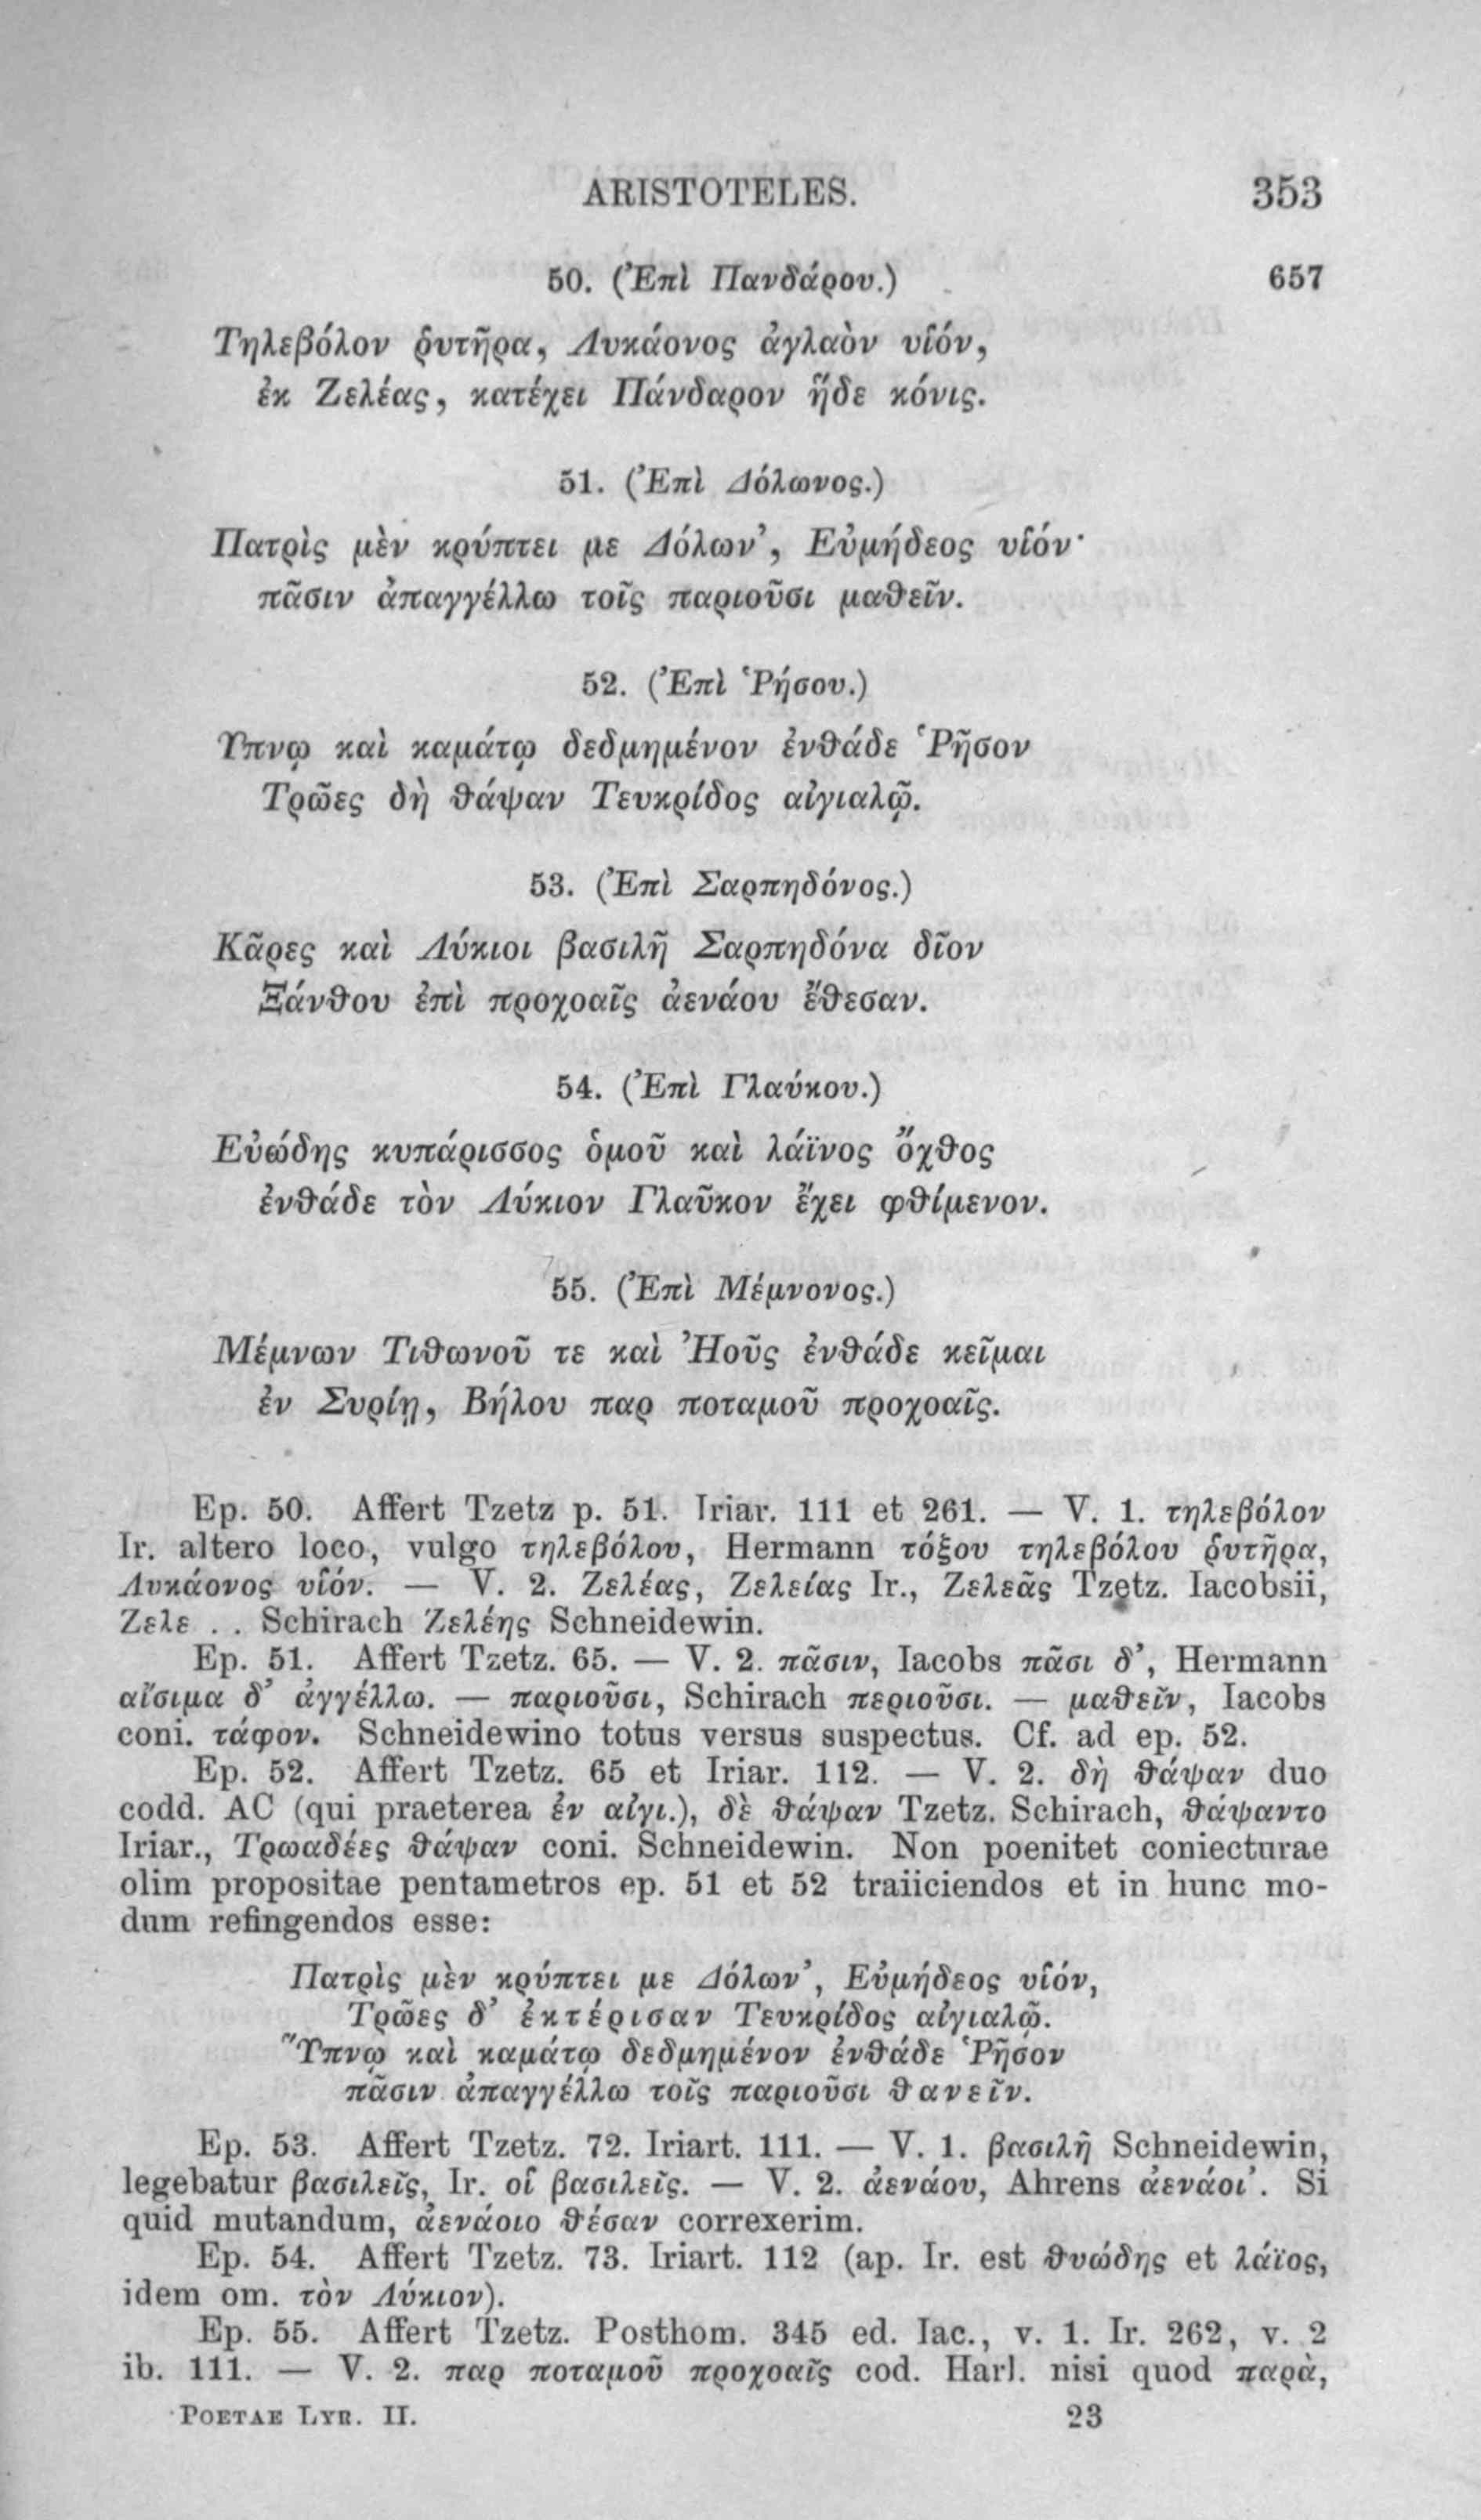 ARISTOTELES. 353
50. (Ἐπὶ Πανδάρου.) 657
Τηλεβόλον ῥυτῆρα, Λυκάονος ἀγλαὸν υἱόν,
ἐκ Ζελέας, κατέχει Πάνδαρον ἥδε κόνις.
51. (Ἐπὶ Δόλωνος.)
Πατρὶς μὲν κρύπτει με Δόλων’, Εὐμήδεος υἱόν·
πᾶσιν ἀπαγγέλλω τοῖς παριοῦσι μαθεῖν.
52. (Ἐπὶ Ῥήσου.)
Ὕπνῳ καὶ καμάτῳ δεδμημένον ἐνθάδε Ῥῆσον
Τρῶες δὴ θάψαν Τευκρίδος αἰγιαλῷ.
53. (Ἐπὶ Σαρπηδόνος.)
Κᾶρες καὶ Λύκιοι βασιλῆ Σαρπηδόνα δῖον
Ξάνθου ἐπὶ προχοαῖς ἀενάου ἔθεσαν.
54. (Ἐπὶ Γλαύκου.)
Εὐώδης κυπάρισσος ὁμοῦ καὶ λάϊνος ὄχθος
ἐνθάδε τὸν Λύκιον Γλαῦκον ἔχει φθίμενον.
55. (Ἐπὶ Μέμνονος.)
Μέμνων Τιθωνοῦ τε καὶ Ἠοῦς ἐνθάδε κεῖμαι
ἐν Συρίῃ, Βήλου παρ ποταμοῦ προχοαῖς.
Ep. 50. Affert Tzetz p. 51. Iriar. 111 et 261. — V. 1. τηλεβόλον
Ir. altero loco, vulgo τηλεβόλου, Hermann τόξου τηλεβόλου ῥυτῆρα,
Λυκάονος υἱόν. — V. 2. Ζελέας, Ζελείας Ir., Ζελεᾶς Tzetz. Iacobsii,
Ζελε . . Schirach Ζελέης Schneidewin.
Ep. 51. Affert Tzetz. 65. — V. 2. πᾶσιν, Iacobs πᾶσι δ’, Hermann
αἴσιμα δ’ ἀγγέλλω. — παριοῦσι, Schirach περιοῦσι. — μαθεῖν, Iacobs
coni. τάφον. Schneidewino totus versus suspectus. Cf. ad ep. 52.
Ep. 52. Affert Tzetz. 65 et Iriar. 112. — V. 2. δὴ θάψαν duo
codd. AC (qui praeterea ἐν αἰγι.), δὲ θάψαν Tzetz. Schirach, θάψαντο
Iriar., Τρωαδέες θάψαν coni. Schneidewin. Non poenitet coniecturae
olim propositae pentametros ep. 51 et 52 traiiciendos et in hunc mo-
dum refingendos esse:
Πατρὶς μὲν κρύπτει με Δόλων’, Εὐμήδεος υἱόν,
Τρῶες δ’ ἐκτέρισαν Τευκρίδος αἰγιαλῷ.
Ὕπνῳ καὶ καμάτῳ δεδμημένον ἐνθάδε Ῥῆσον
πᾶσιν ἀπαγγέλλω τοῖς παριοῦσι θανεῖν.
Ep. 53. Affert Tzetz. 72. Iriart. 111. — V. 1. βασιλῆ Schneidewin,
legebatur βασιλεῖς, Ir. οἱ βασιλεῖς. — V. 2. ἀενάου, Ahrens ἀενάοι’. Si
quid mutandum, ἀενάοιο θέσαν correxerim.
Ep. 54. Affert Tzetz. 73. Iriart. 112 (ap. Ir. est θυώδης et λάϊος,
idem om. τὸν Λύκιον).
Ep. 55. Affert Tzetz. Posthom. 345 ed. Iac., v. 1. Ir. 262, v. 2
ib. 111. — V. 2. παρ ποταμοῦ προχοαῖς cod. Harl. nisi quod παρὰ,
POETAE LYR. II. 23